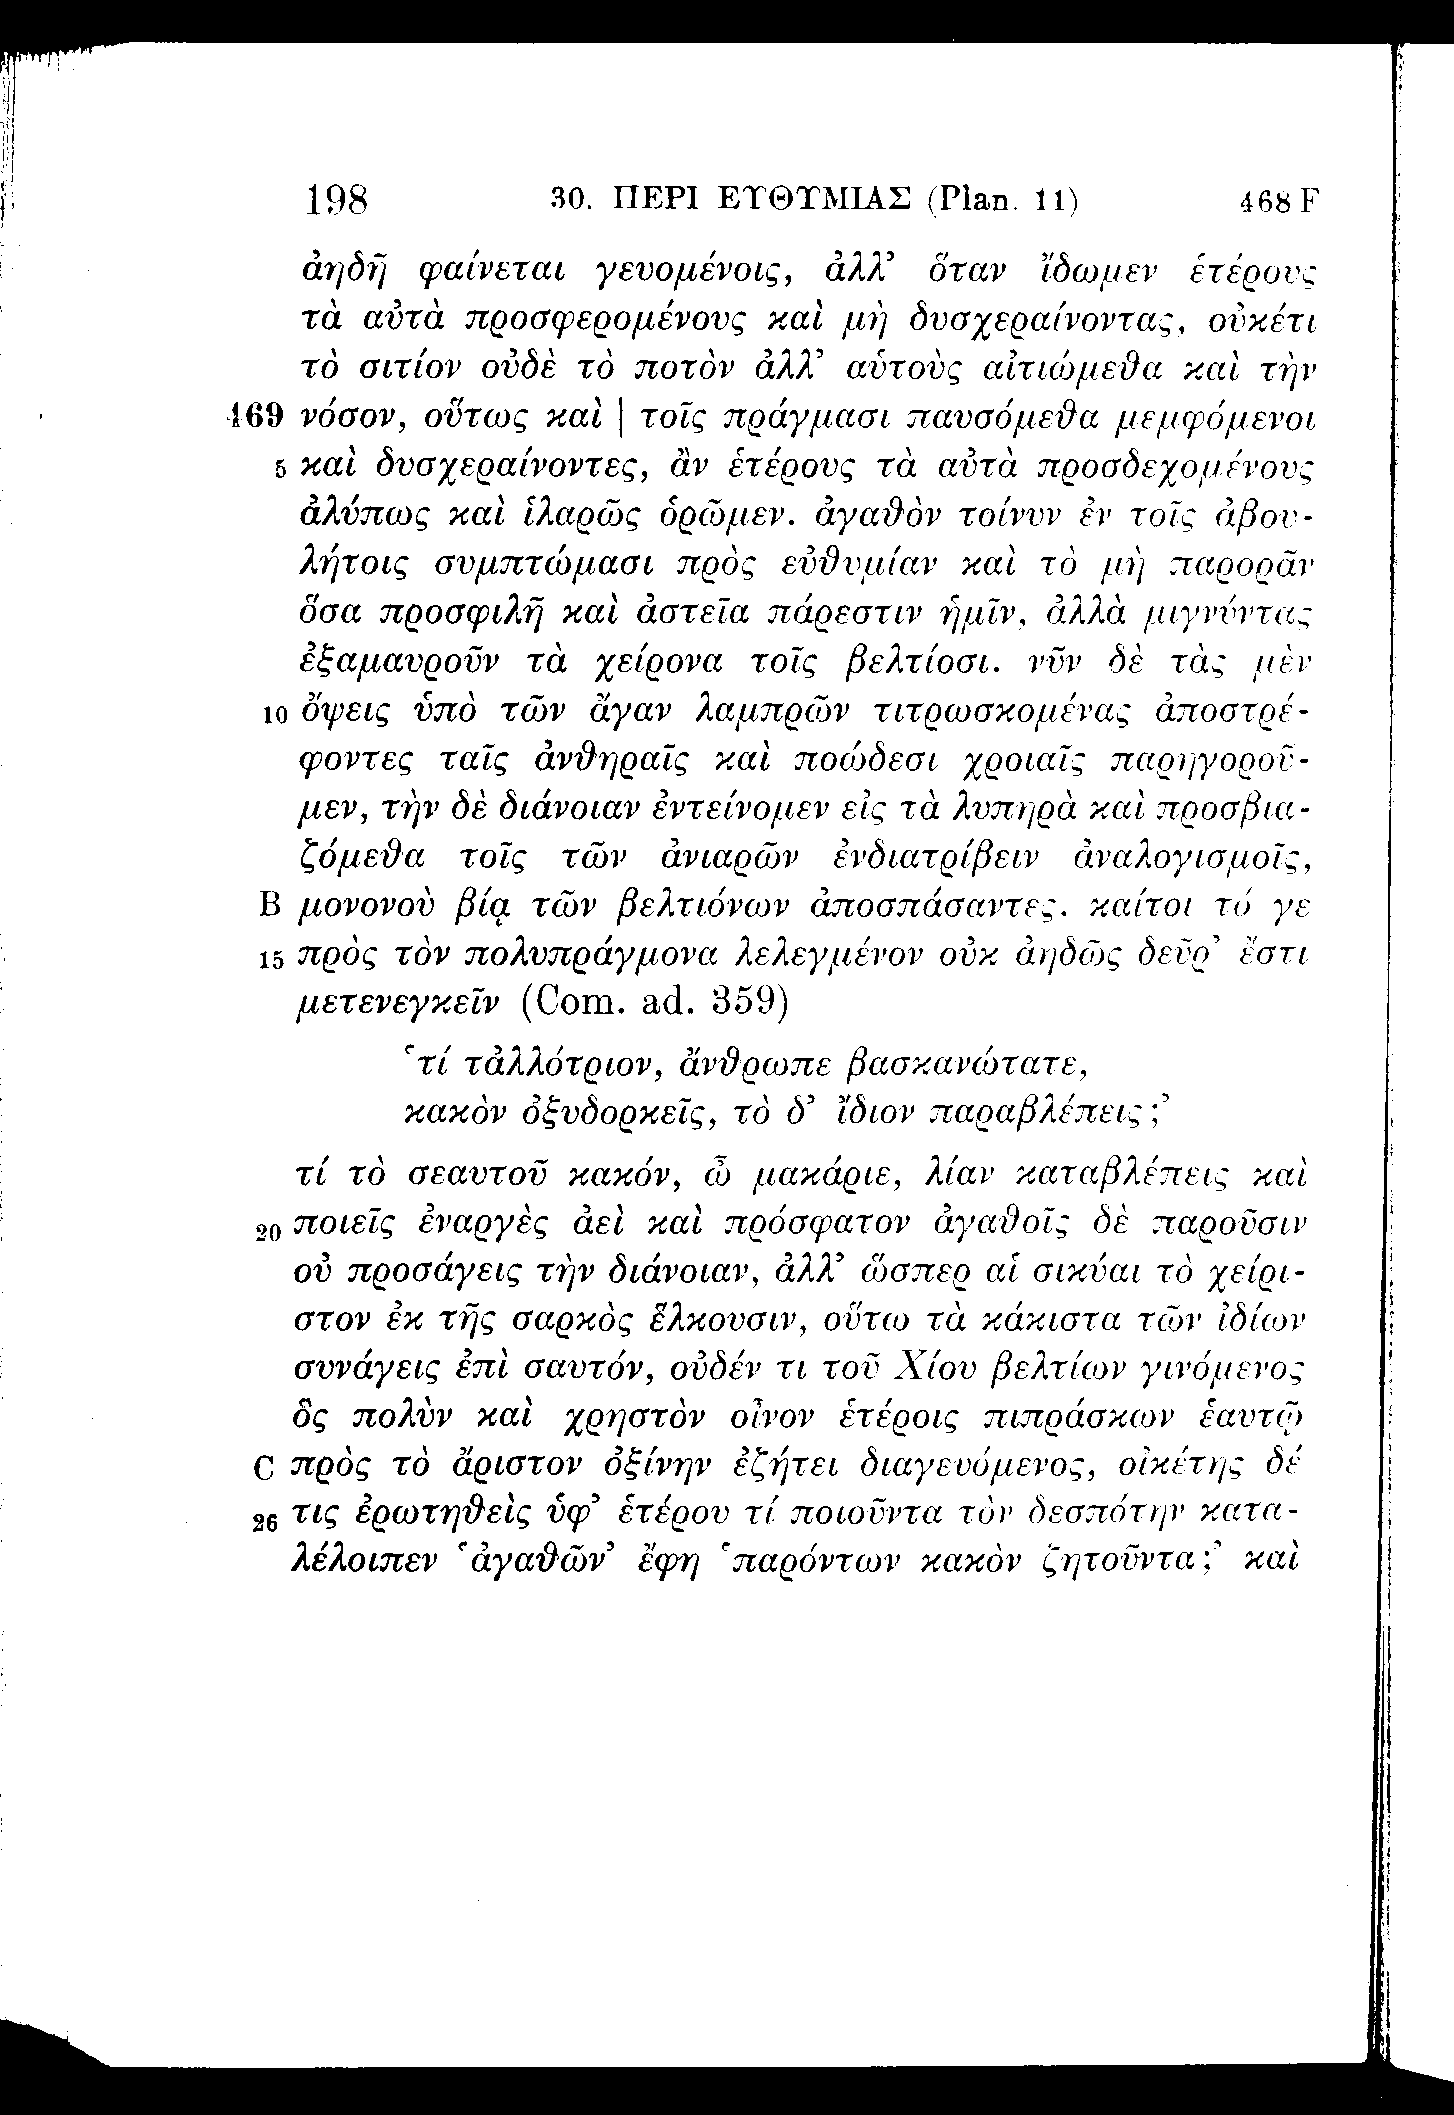 198 30. ΠΕΡΙ ΕΥΘΥΜΙΑΣ (Plan. 11) 468 F
ἀηδῆ φαίνεται γευομένοις, ἀλλ’ ὅταν ἴδωμεν ἑτέρους
τὰ αὐτὰ προσφερομένους καὶ μὴ δυσχεραίνοντας, οὐκέτι
τὸ σιτίον οὐδὲ τὸ ποτὸν ἀλλ’ αὑτοὺς αἰτιώμεθα καὶ τὴν
469 νόσον, οὕτως καὶ | τοῖς πράγμασι παυσόμεθα μεμφόμενοι
5 καὶ δυσχεραίνοντες, ἂν ἑτέρους τὰ αὐτὰ προσδεχομένους
ἀλύπως καὶ ἱλαρῶς ὁρῶμεν. ἀγαθὸν τοίνυν ἐν τοῖς ἀβου-
λήτοις συμπτώμασι πρὸς εὐθυμίαν καὶ τὸ μὴ παρορᾶν
ὅσα προσφιλῆ καὶ ἀστεῖα πάρεστιν ἡμῖν, ἀλλὰ μιγνύντας
ἐξαμαυροῦν τὰ χείρονα τοῖς βελτίοσι. νῦν δὲ τὰς μὲν
10 ὄψεις ὑπὸ τῶν ἄγαν λαμπρῶν τιτρωσκομένας ἀποστρέ-
φοντες ταῖς ἀνθηραῖς καὶ ποώδεσι χροιαῖς παρηγοροῦ-
μεν, τὴν δὲ διάνοιαν ἐντείνομεν εἰς τὰ λυπηρὰ καὶ προσβια-
ζόμεθα τοῖς τῶν ἀνιαρῶν ἐνδιατρίβειν ἀναλογισμοῖς,
B μονονοὺ βίᾳ τῶν βελτιόνων ἀποσπάσαντες. καίτοι τό γε
15 πρὸς τὸν πολυπράγμονα λελεγμένον οὐκ ἀηδῶς δεῦρ’ ἔστι
μετενεγκεῖν (Com. ad. 359)
‘τί τἀλλότριον, ἄνθρωπε βασκανώτατε,
κακὸν ὀξυδορκεῖς, τὸ δ’ ἴδιον παραβλέπεις;’
τί τὸ σεαυτοῦ κακόν, ὦ μακάριε, λίαν καταβλέπεις καὶ
20 ποιεῖς ἐναργὲς ἀεὶ καὶ πρόσφατον ἀγαθοῖς δὲ παροῦσιν
οὐ προσάγεις τὴν διάνοιαν, ἀλλ’ ὥσπερ αἱ σικύαι τὸ χείρι-
στον ἐκ τῆς σαρκὸς ἕλκουσιν, οὕτω τὰ κάκιστα τῶν ἰδίων
συνάγεις ἐπὶ σαυτόν, οὐδέν τι τοῦ Χίου βελτίων γινόμενος
ὃς πολὺν καὶ χρηστὸν οἶνον ἑτέροις πιπράσκων ἑαυτῷ
C πρὸς τὸ ἄριστον ὀξίνην ἐζήτει διαγευόμενος, οἰκέτης δέ
26 τις ἐρωτηθεὶς ὑφ’ ἑτέρου τί ποιοῦντα τὸν δεσπότην κατα-
λέλοιπεν ‘ἀγαθῶν’ ἔφη ‘παρόντων κακὸν ζητοῦντα;’ καὶ